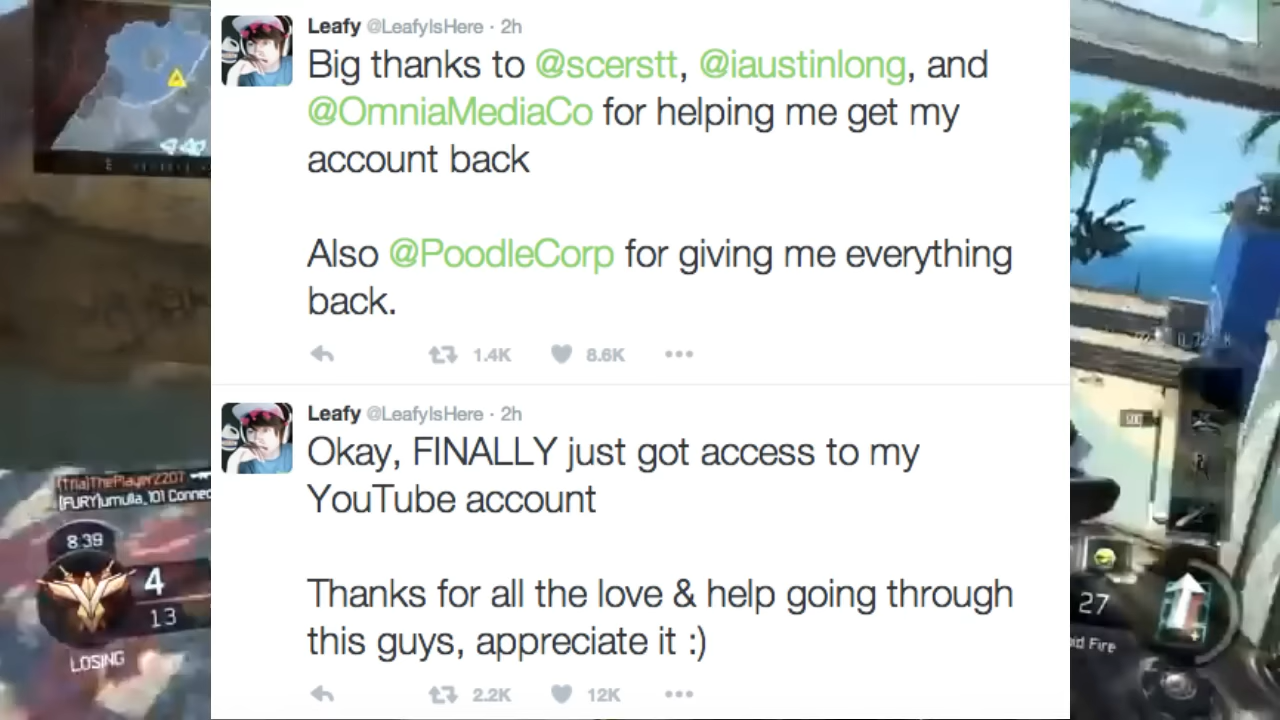 Leafy @LeafyIsHere · 2h
Big thanks to @scerstt, @iaustinlong, and
@OmniaMediaCo for helping me get my
account back
Also @PoodleCorp for giving me everything
back.
1.4K 8.6K
Leafy @LeafyIsHere · 2h
Okay, FINALLY just got access to my
YouTube account
Thanks for all the love & help going through
this guys, appreciate it :)
2.2K 12K
8:39
4
13
LOSING
27